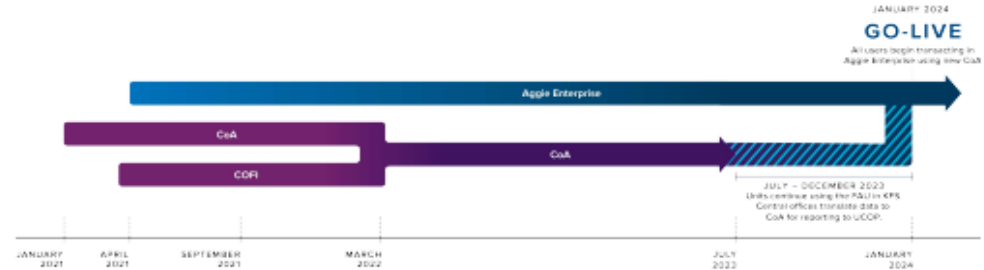 JANUARY 2024
GO-LIVE
All users begin transacting in
Aggie Enterprise using new CoA
Aggie Enterprise
CoA
COFI
CoA
JULY – DECEMBER 2023
Units continue using the FAU in KFS
Central offices translate data to
CoA for reporting to UCOP.
JANUARY
2021
APRIL
2021
SEPTEMBER
2021
MARCH
2022
JULY
2023
JANUARY
2024